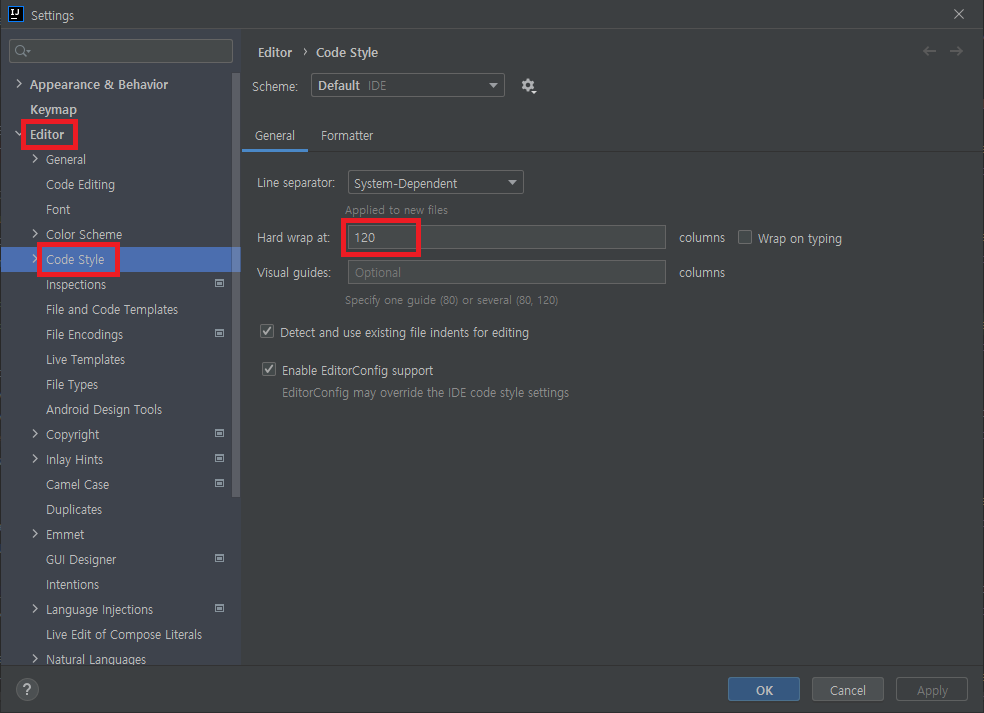 IJ
Settings
Appearance & Behavior
Keymap
Editor
General
Code Editing
Font
Color Scheme
Code Style
Inspections
File and Code Templates
File Encodings
Live Templates
File Types
Android Design Tools
Copyright
Inlay Hints
Camel Case
Duplicates
Emmet
GUI Designer
Intentions
Language Injections
Live Edit of Compose Literals
Natural Languages
Editor › Code Style
Scheme: Default IDE
General Formatter
Line separator: System-Dependent
Applied to new files
Hard wrap at: 120 columns Wrap on typing
Visual guides: Optional columns
Specify one guide (80) or several (80, 120)
Detect and use existing file indents for editing
Enable EditorConfig support
EditorConfig may override the IDE code style settings
? OK Cancel Apply